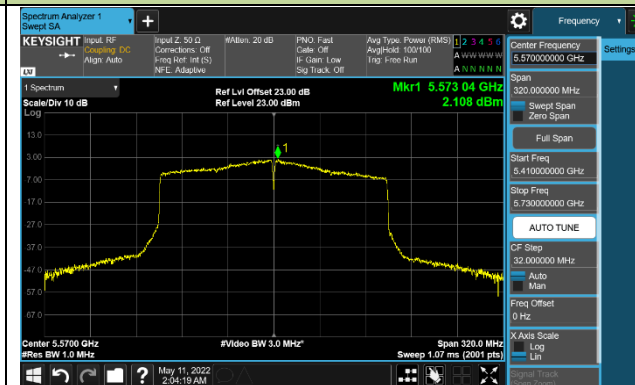 Spectrum Analyzer 1
Swept SA
Frequency
KEYSIGHT
Input: RF
Coupling: DC
Align: Auto
Input Z: 50 Ω
Corrections: Off
Freq Ref: Int (S)
NFE: Adaptive
#Atten: 20 dB
PNO: Fast
Gate: Off
IF Gain: Low
Sig Track: Off
Avg Type: Power (RMS)
Avg|Hold: 100/100
Trig: Free Run
1 2 3 4 5 6
A W W W W W
A N N N N N
LXI
1 Spectrum
Scale/Div 10 dB
Log
Ref Lvl Offset 23.00 dB
Ref Level 23.00 dBm
Mkr1 5.573 04 GHz
2.108 dBm
13.0
3.00
-7.00
-17.0
-27.0
-37.0
-47.0
-57.0
-67.0
1
Center 5.5700 GHz
#Res BW 1.0 MHz
#Video BW 3.0 MHz*
Span 320.0 MHz
Sweep 1.07 ms (2001 pts)
May 11, 2022
2:04:19 AM
Center Frequency
5.570000000 GHz
Settings
Span
320.000000 MHz
Swept Span
Zero Span
Full Span
Start Freq
5.410000000 GHz
Stop Freq
5.730000000 GHz
AUTO TUNE
CF Step
32.000000 MHz
Auto
Man
Freq Offset
0 Hz
X Axis Scale
Log
Lin
Signal Track
(Span Zoom)